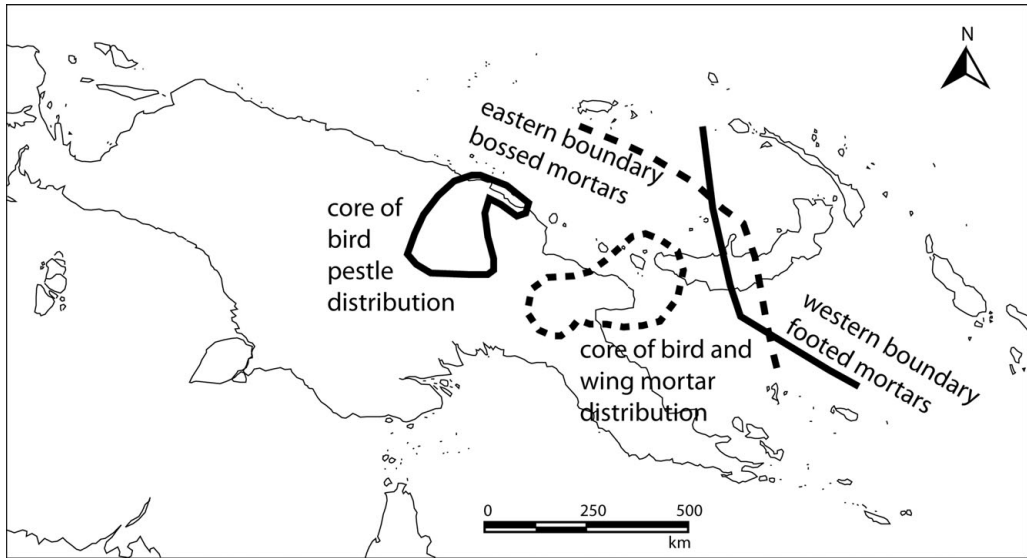 N
eastern boundary
bossed mortars
core of
bird
pestle
distribution
western boundary
footed mortars
core of bird and
wing mortar
distribution
0 250 500
km